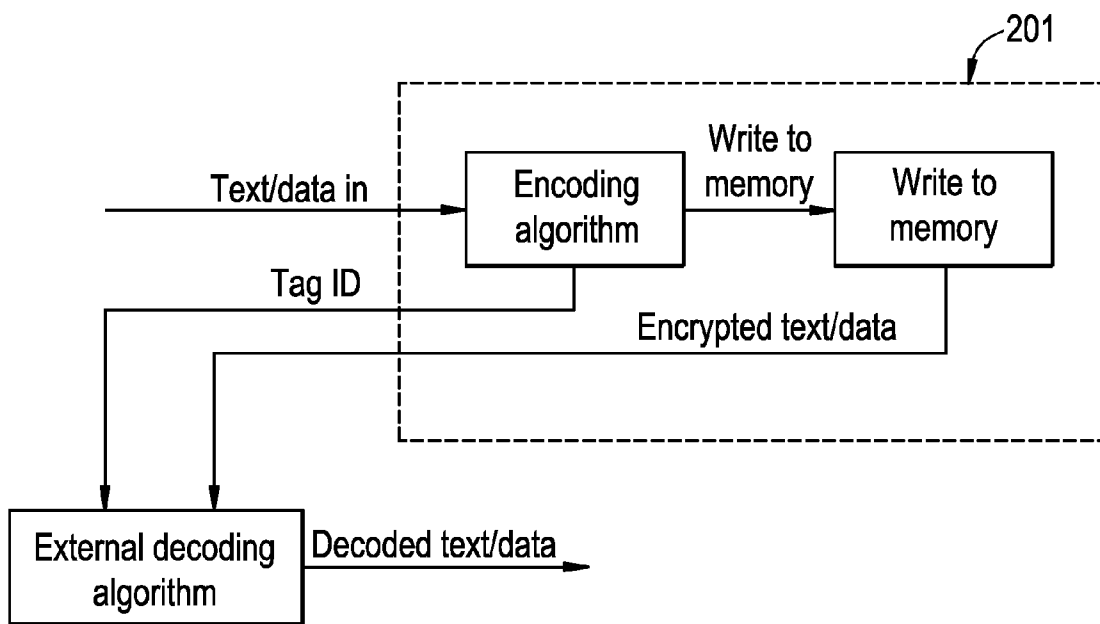 201
Write to
memory
Text/data in
Encoding
algorithm
Write to
memory
Tag ID
Encrypted text/data
External decoding
algorithm
Decoded text/data